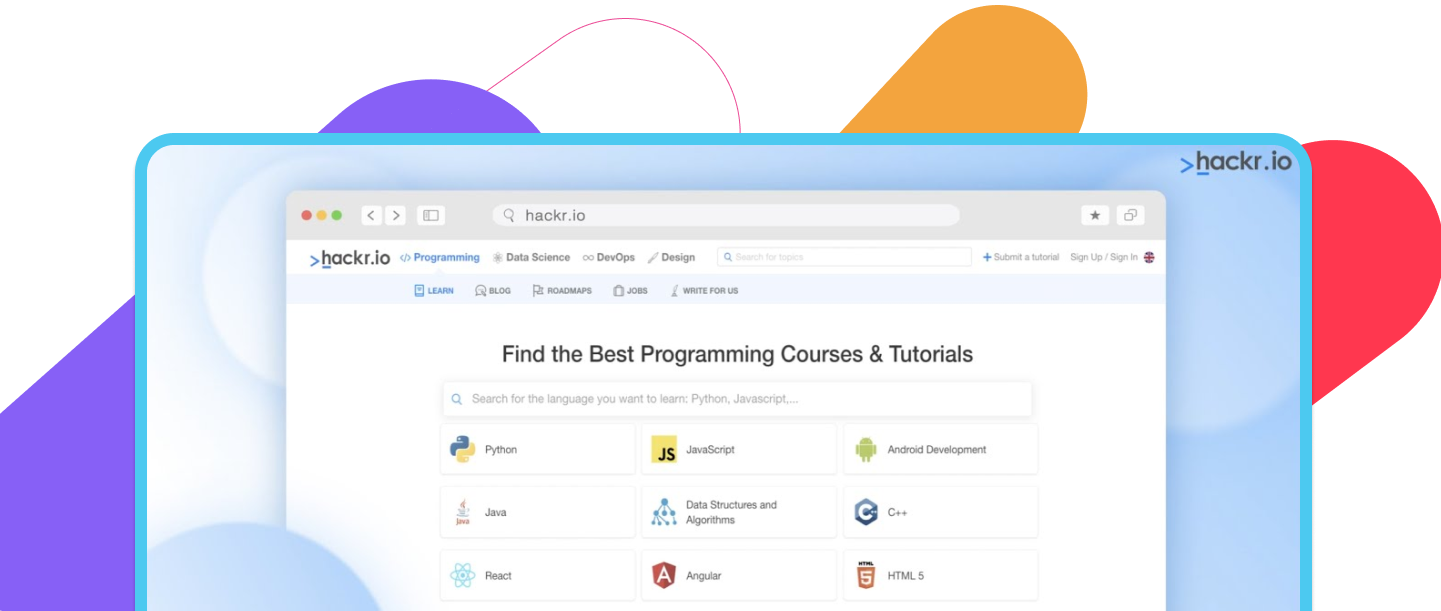 >hackr.io
hackr.io
>hackr.io </> Programming Data Science DevOps Design Search for topics + Submit a tutorial Sign Up / Sign In
LEARN BLOG ROADMAPS JOBS WRITE FOR US
Find the Best Programming Courses & Tutorials
Search for the language you want to learn: Python, Javascript,...
Python JS JavaScript Android Development
Java Java Data Structures and
Algorithms C++
React A Angular HTML 5 HTML 5